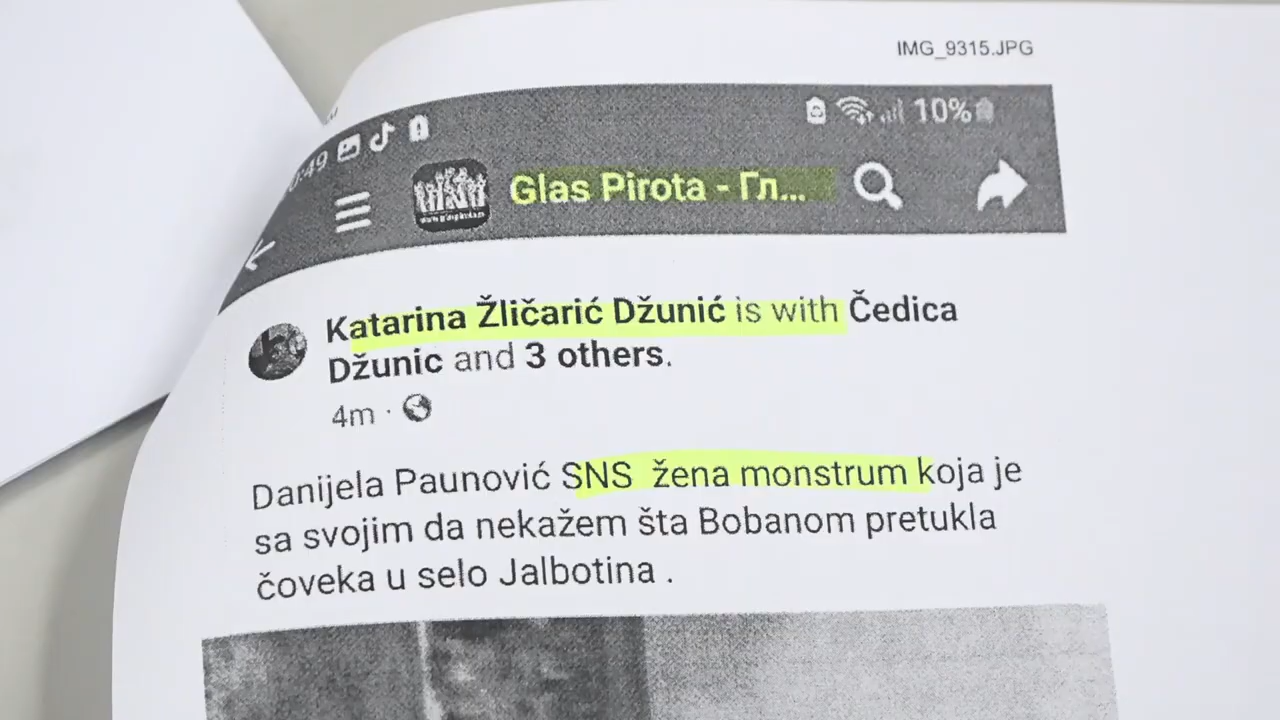 IMG_9315.JPG
:49 10%
Glas Pirota - Гл...
Katarina Žličarić Džunić is with Čedica
Džunic and 3 others.
4m ·
Danijela Paunović SNS žena monstrum koja je
sa svojim da nekažem šta Bobanom pretukla
čoveka u selo Jalbotina .